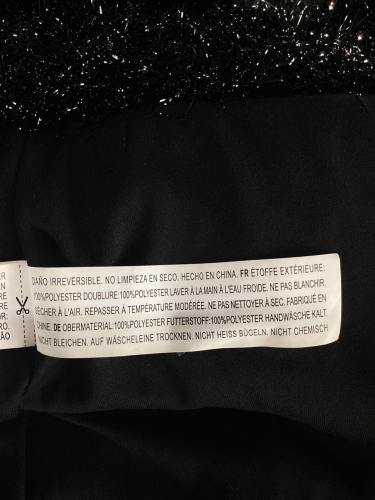 DAÑO IRREVERSIBLE. NO LIMPIEZA EN SECO. HECHO EN CHINA. FR ÉTOFFE EXTÉRIEURE:
100%POLYESTER DOUBLURE:100%POLYESTER LAVER À LA MAIN À L'EAU FROIDE. NE PAS BLANCHIR.
SÉCHER À L'AIR. REPASSER À TEMPÉRATURE MODÉRÉE. NE PAS NETTOYER À SEC. FABRIQUÉ EN
CHINE. DE OBERMATERIAL:100%POLYESTER FUTTERSTOFF:100%POLYESTER HANDWÄSCHE KALT.
NICHT BLEICHEN. AUF WÄSCHELEINE TROCKNEN. NICHT HEISS BÜGELN. NICHT CHEMISCH